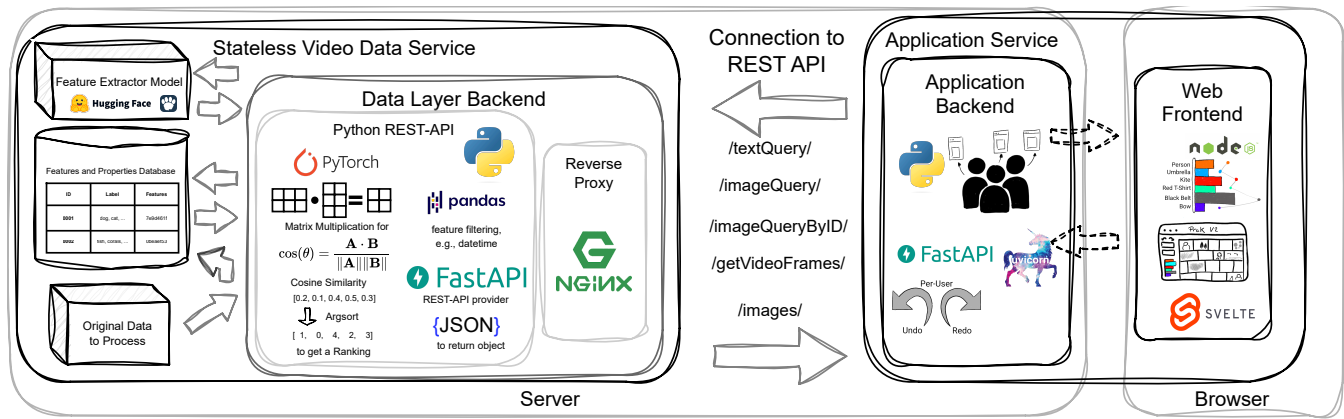 Stateless Video Data Service
Feature Extractor Model
Hugging Face
Features and Properties Database
ID Label Features
0001 dog, cat, ...
0002
Original Data
to Process
Data Layer Backend
Python REST-API
PyTorch
Matrix Multiplication for
cos(θ) = A · B / ‖A‖‖B‖
Cosine Similarity
[0.2, 0.1, 0.4, 0.5, 0.3]
Argsort
[ 1, 0, 4, 2, 3]
to get a Ranking
pandas
feature filtering,
e.g., datetime
FastAPI
REST-API provider
{JSON}
to return object
Reverse
Proxy
NGINX
Server
Connection to
REST API
/textQuery/
/imageQuery/
/imageQueryByID/
/getVideoFrames/
/images/
Application Service
Application
Backend
FastAPI
uvicorn
Per-User
Undo Redo
Web
Frontend
node
JS
Person
Umbrella
Kite
Red T-Shirt
Black Belt
Bow
SVELTE
Browser